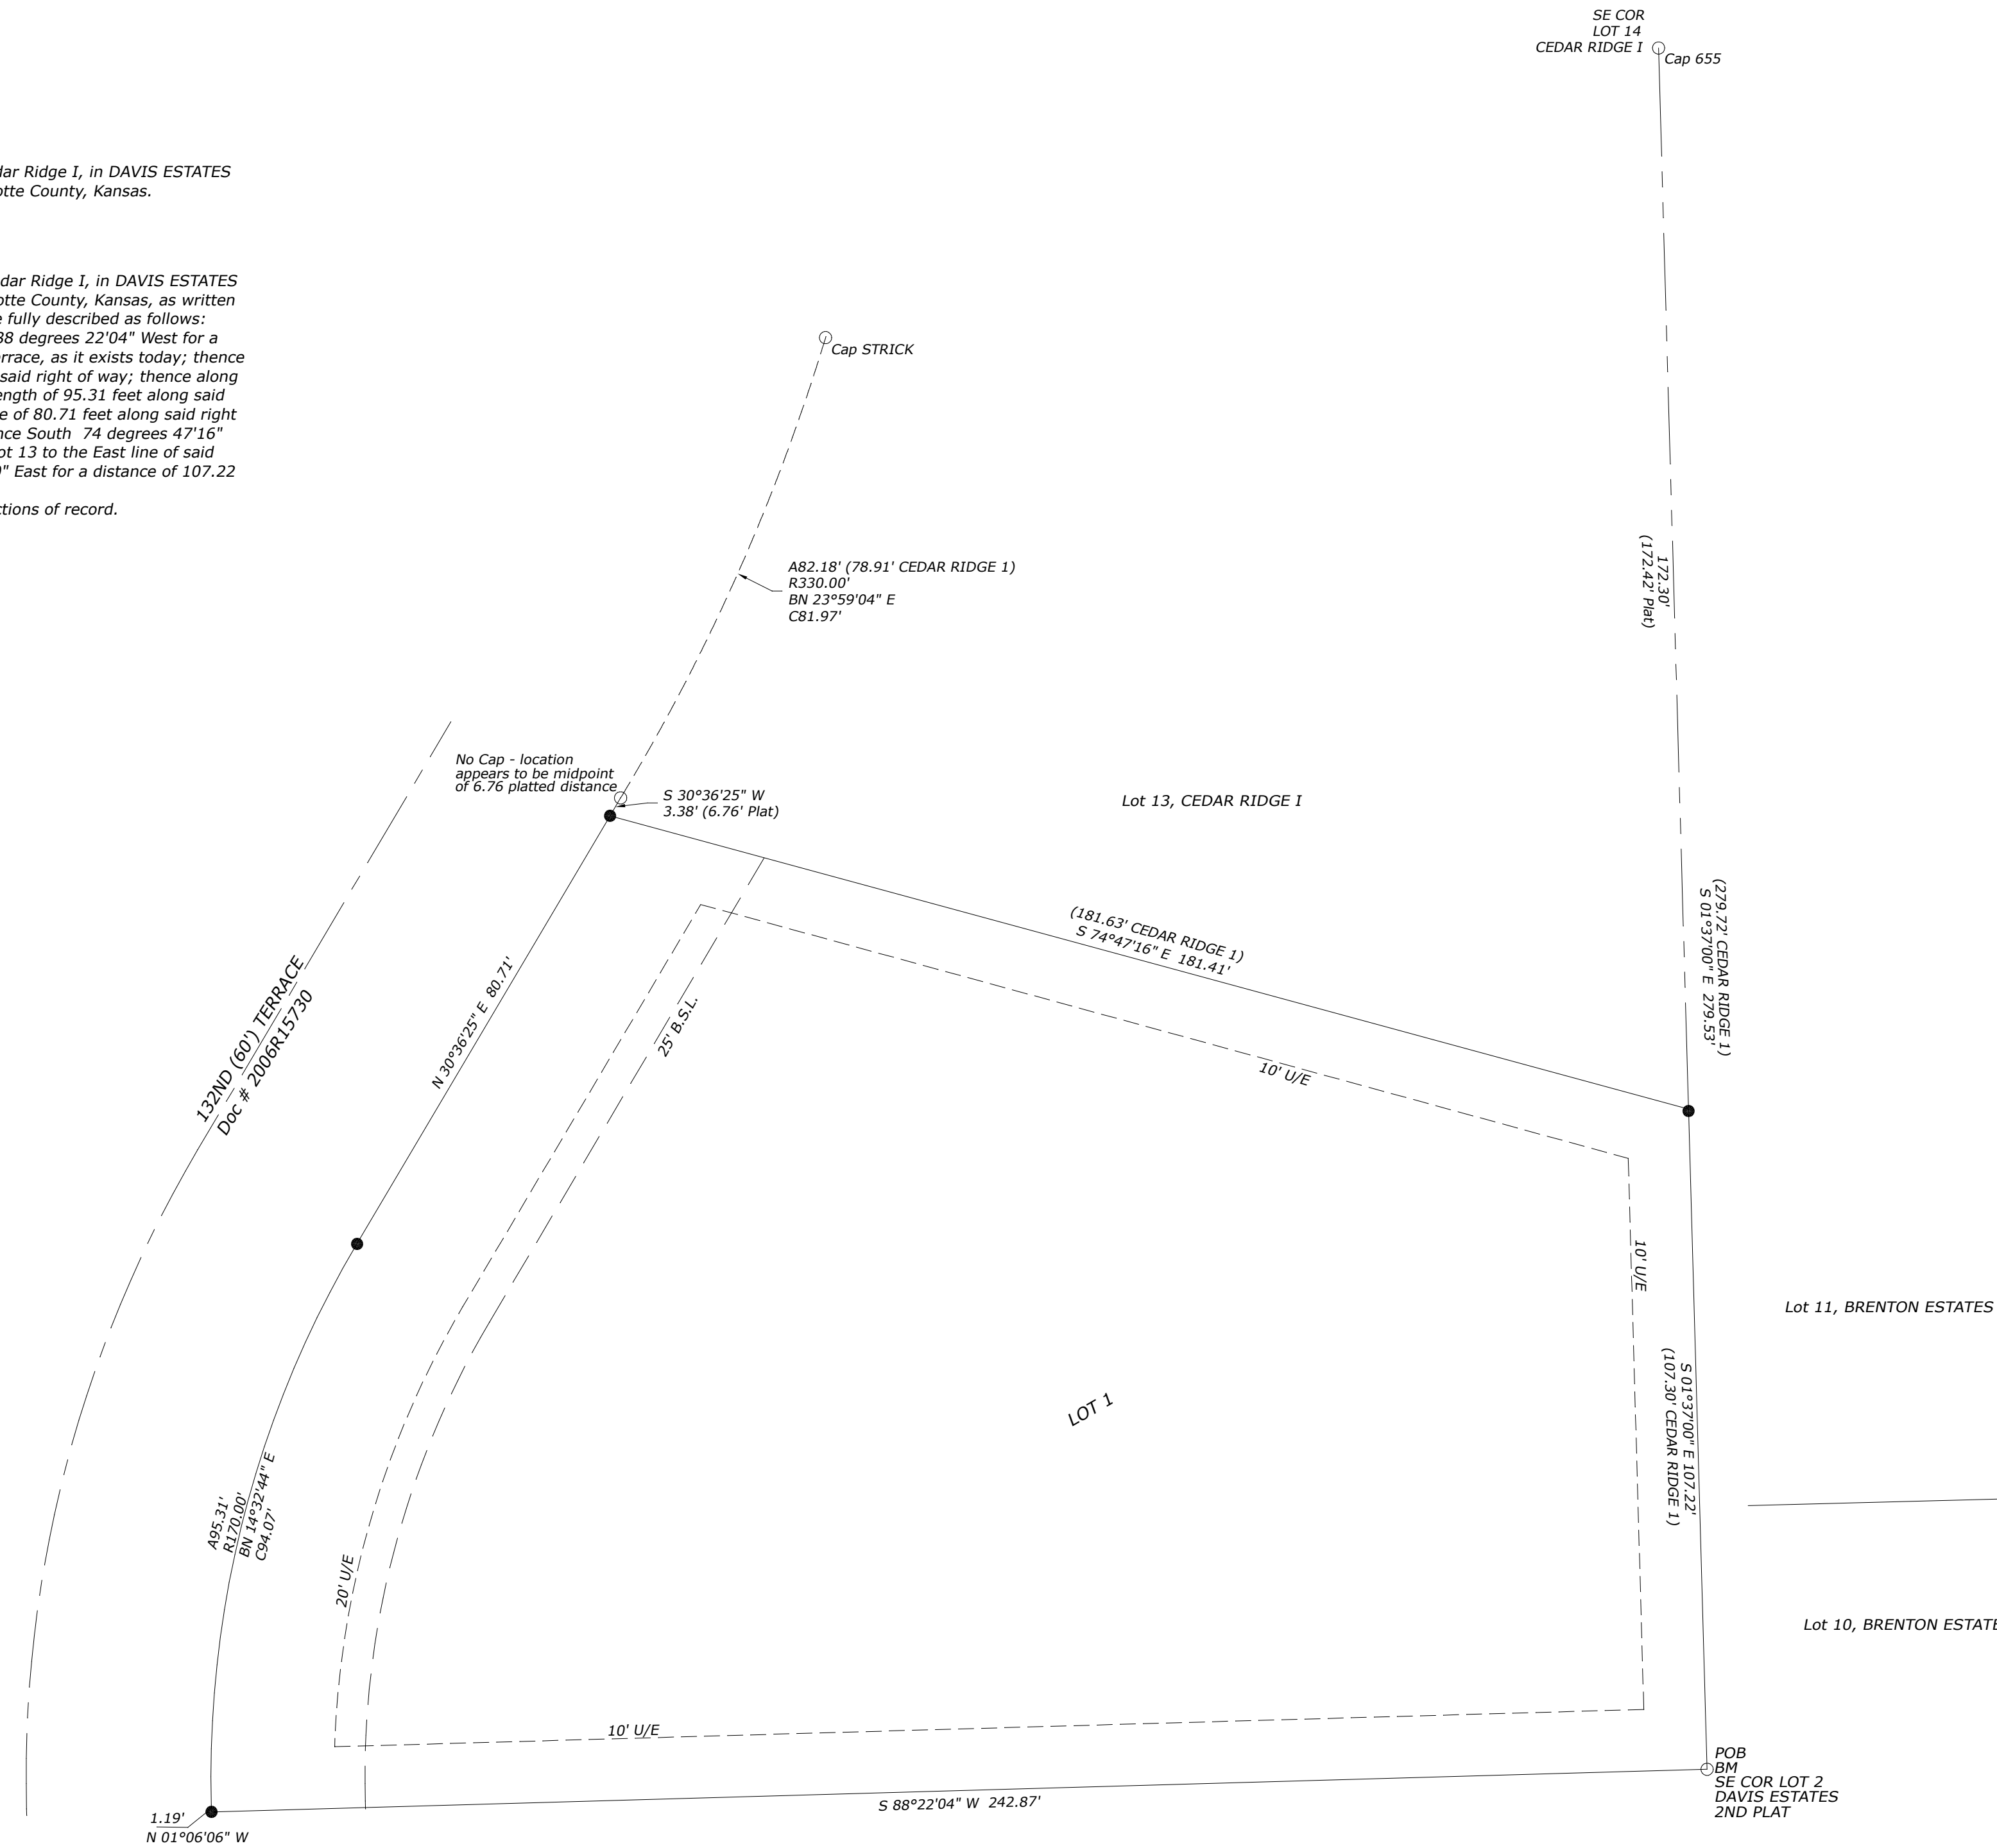 SE COR
LOT 14
CEDAR RIDGE I
Cap 655
dar Ridge I, in DAVIS ESTATES
otte County, Kansas.
dar Ridge I, in DAVIS ESTATES
otte County, Kansas, as written
e fully described as follows:
88 degrees 22'04" West for a
errace, as it exists today; thence
said right of way; thence along
ength of 95.31 feet along said
e of 80.71 feet along said right
nce South 74 degrees 47'16"
ot 13 to the East line of said
0" East for a distance of 107.22
ctions of record.
Cap STRICK
A82.18' (78.91' CEDAR RIDGE 1)
R330.00'
BN 23°59'04" E
C81.97'
172.30'
(172.42' Plat)
No Cap - location
appears to be midpoint
of 6.76 platted distance
S 30°36'25" W
3.38' (6.76' Plat)
Lot 13, CEDAR RIDGE I
(279.72' CEDAR RIDGE 1)
S 01°37'00" E 279.53'
(181.63' CEDAR RIDGE 1)
S 74°47'16" E 181.41'
132ND (60') TERRACE
Doc # 2006R15730
N 30°36'25" E 80.71'
25' B.S.L.
10' U/E
10' U/E
Lot 11, BRENTON ESTATES
S 01°37'00" E 107.22'
(107.30' CEDAR RIDGE 1)
LOT 1
A95.31'
R170.00'
BN 14°32'44" E
C94.07'
20' U/E
Lot 10, BRENTON ESTATE
10' U/E
POB
BM
SE COR LOT 2
DAVIS ESTATES
2ND PLAT
S 88°22'04" W 242.87'
1.19'
N 01°06'06" W